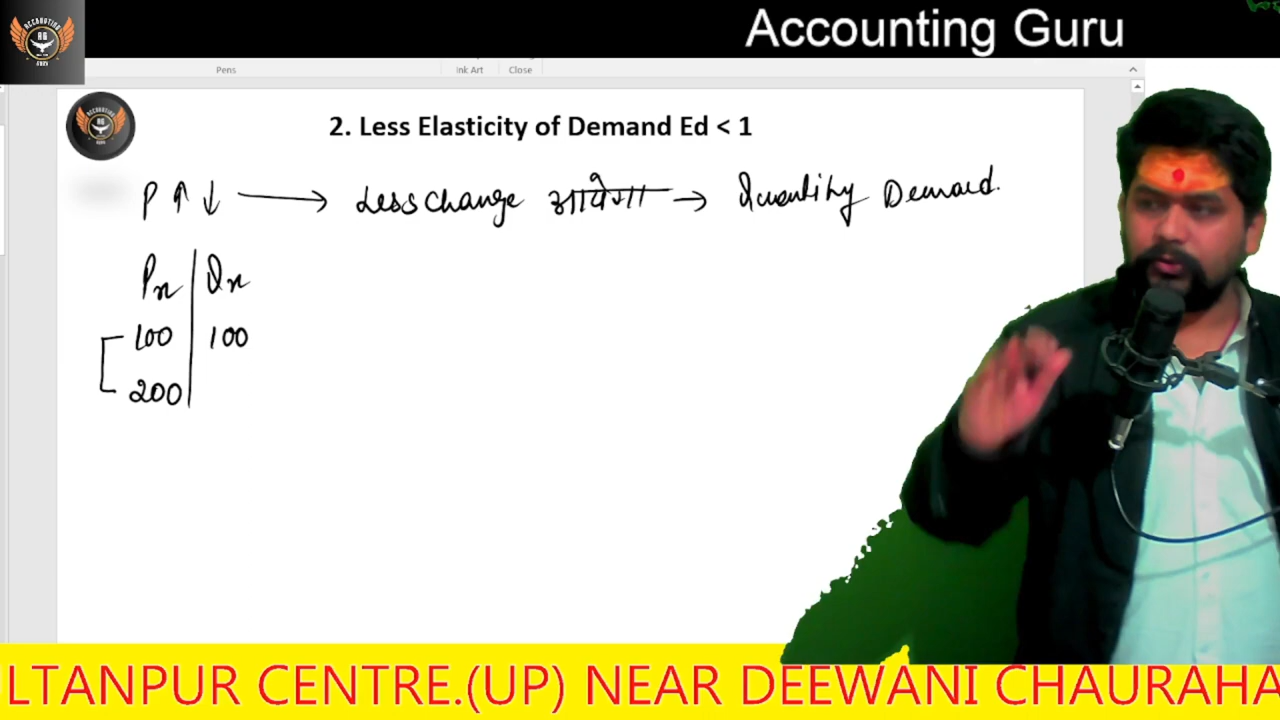 Accounting Guru
Pens Ink Art Close
2. Less Elasticity of Demand Ed < 1
P ↑ ↓ → Less change आयेगा → Quantity Demand.
Px | Qx
100 | 100
200
LTANPUR CENTRE.(UP) NEAR DEEWANI CHAURAHA